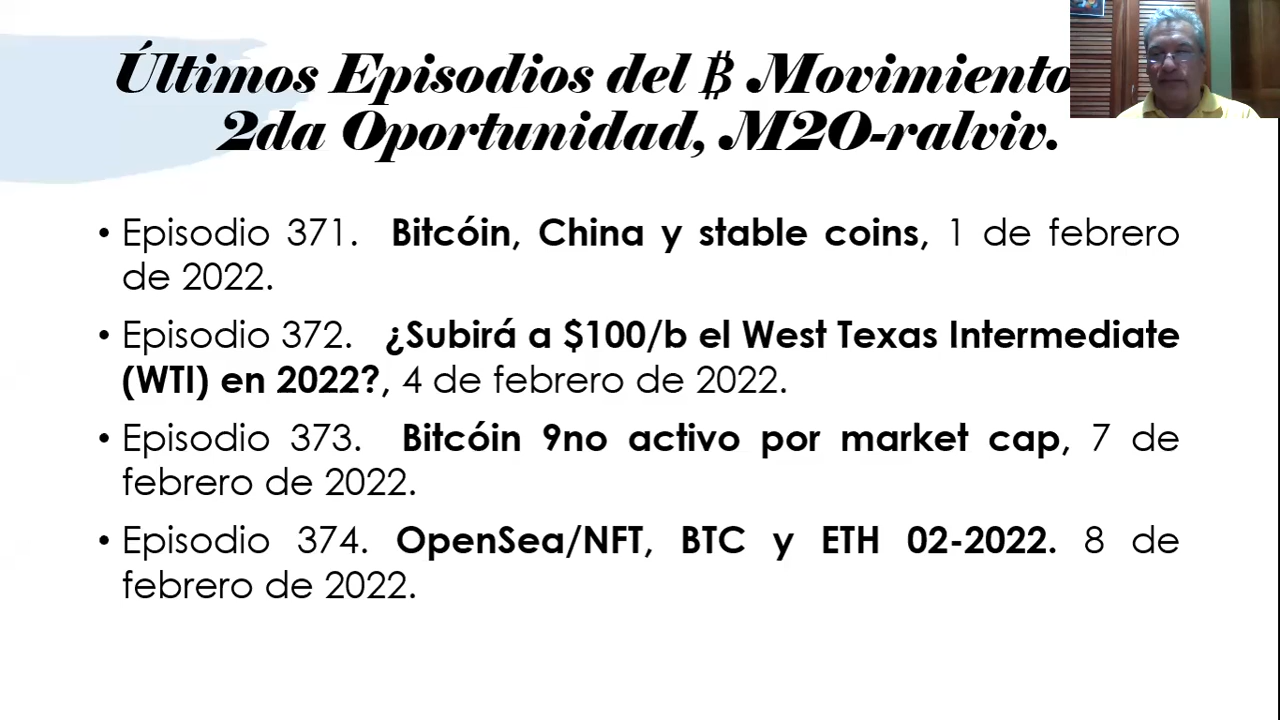 Últimos Episodios del ₿ Movimiento
2da Oportunidad, M2O-ralviv.
• Episodio 371. Bitcóin, China y stable coins, 1 de febrero
de 2022.
• Episodio 372. ¿Subirá a $100/b el West Texas Intermediate
(WTI) en 2022?, 4 de febrero de 2022.
• Episodio 373. Bitcóin 9no activo por market cap, 7 de
febrero de 2022.
• Episodio 374. OpenSea/NFT, BTC y ETH 02-2022. 8 de
febrero de 2022.